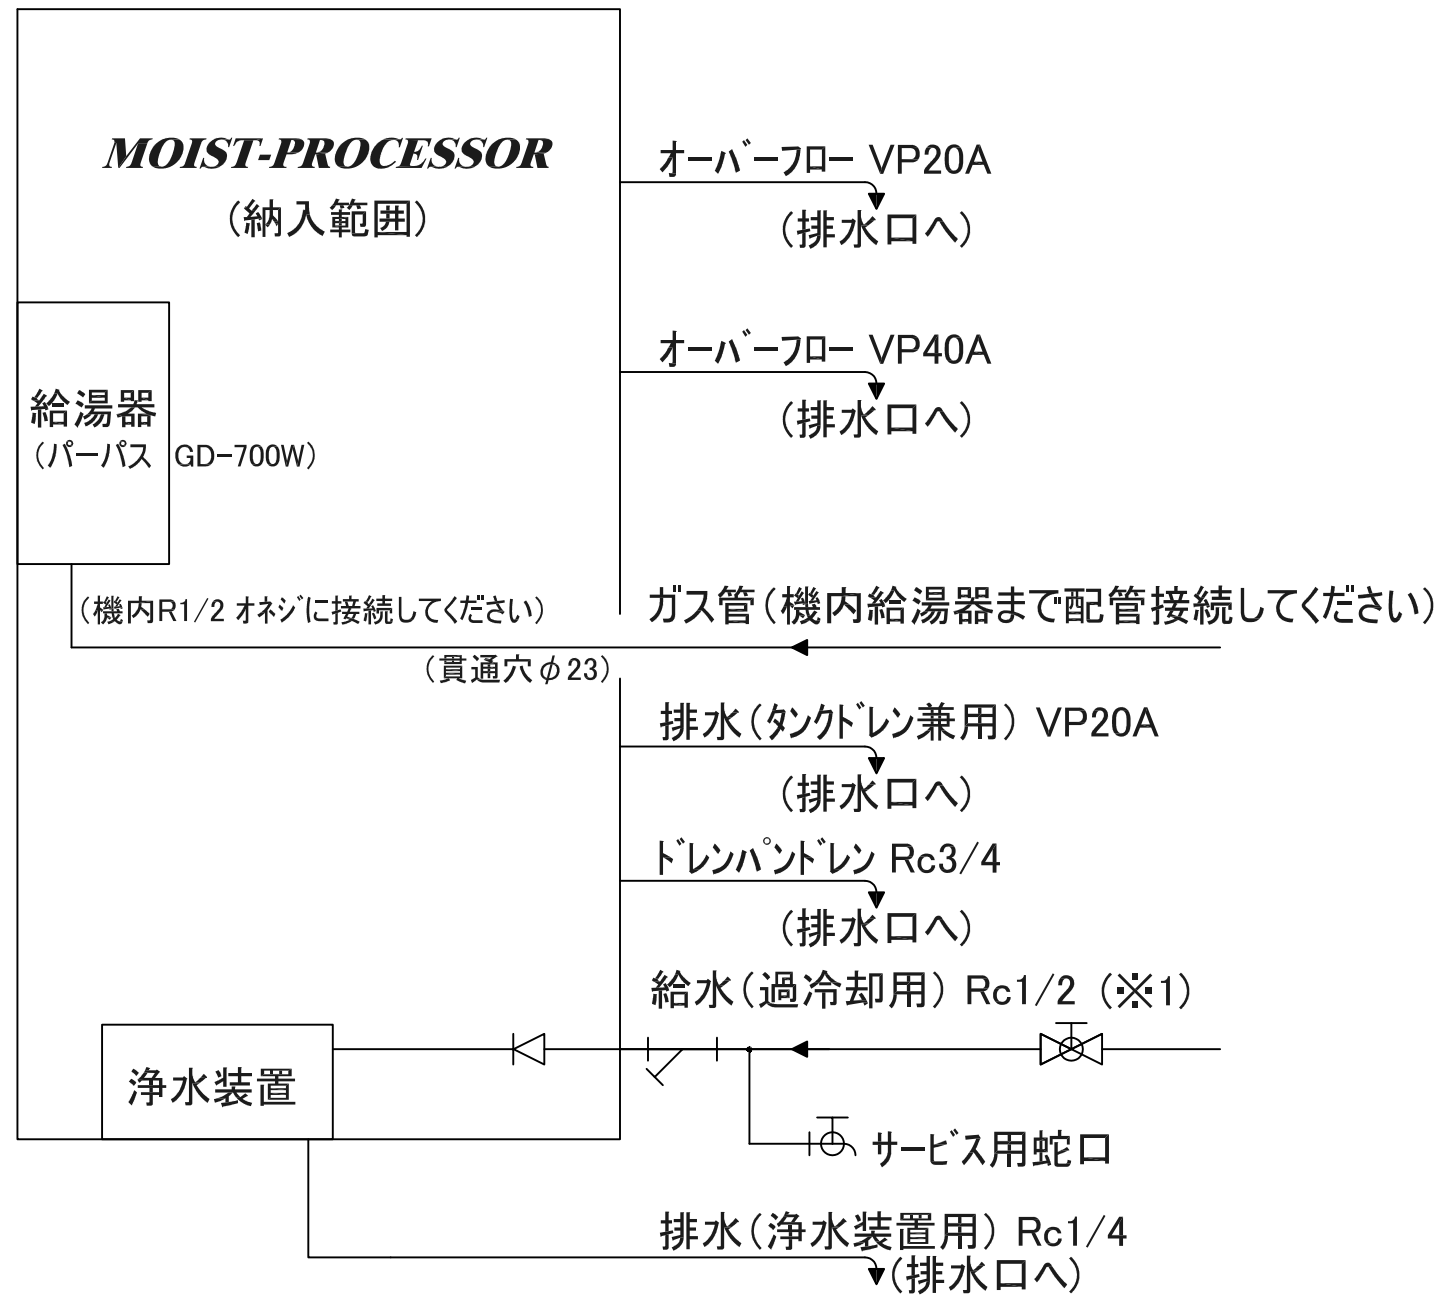 MOIST-PROCESSOR
(納入範囲)
オーバーフロー VP20A
(排水口へ)
オーバーフロー VP40A
(排水口へ)
給湯器
(パーパス GD-700W)
(機内R1/2 オネジに接続してください)
ガス管(機内給湯器まで配管接続してください)
(貫通穴φ23)
排水(タンクドレン兼用) VP20A
(排水口へ)
ドレンパンドレン Rc3/4
(排水口へ)
給水(過冷却用) Rc1/2 (※1)
浄水装置
サービス用蛇口
排水(浄水装置用) Rc1/4
(排水口へ)